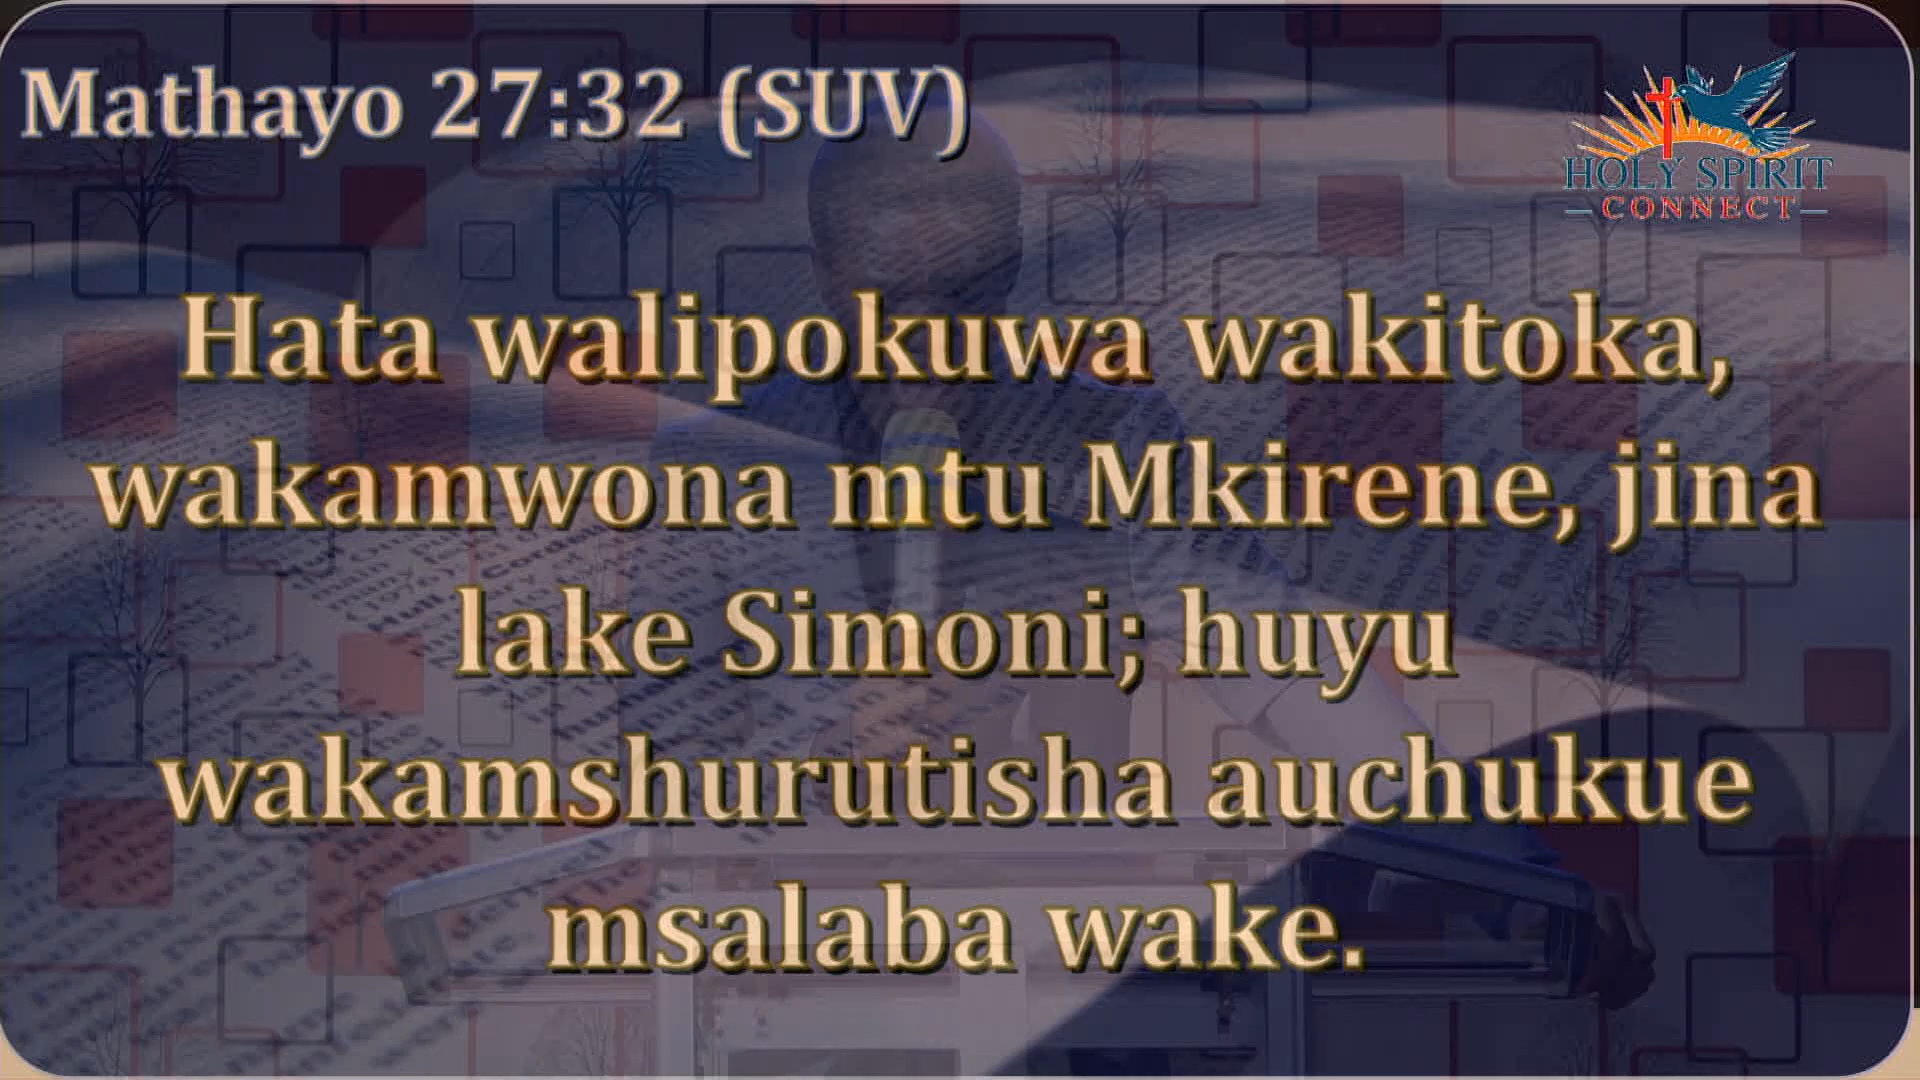 Mathayo 27:32 (SUV)
HOLY SPIRIT
CONNECT
Hata walipokuwa wakitoka,
wakamwona mtu Mkirene, jina
lake Simoni; huyu
wakamshurutisha auchukue
msalaba wake.